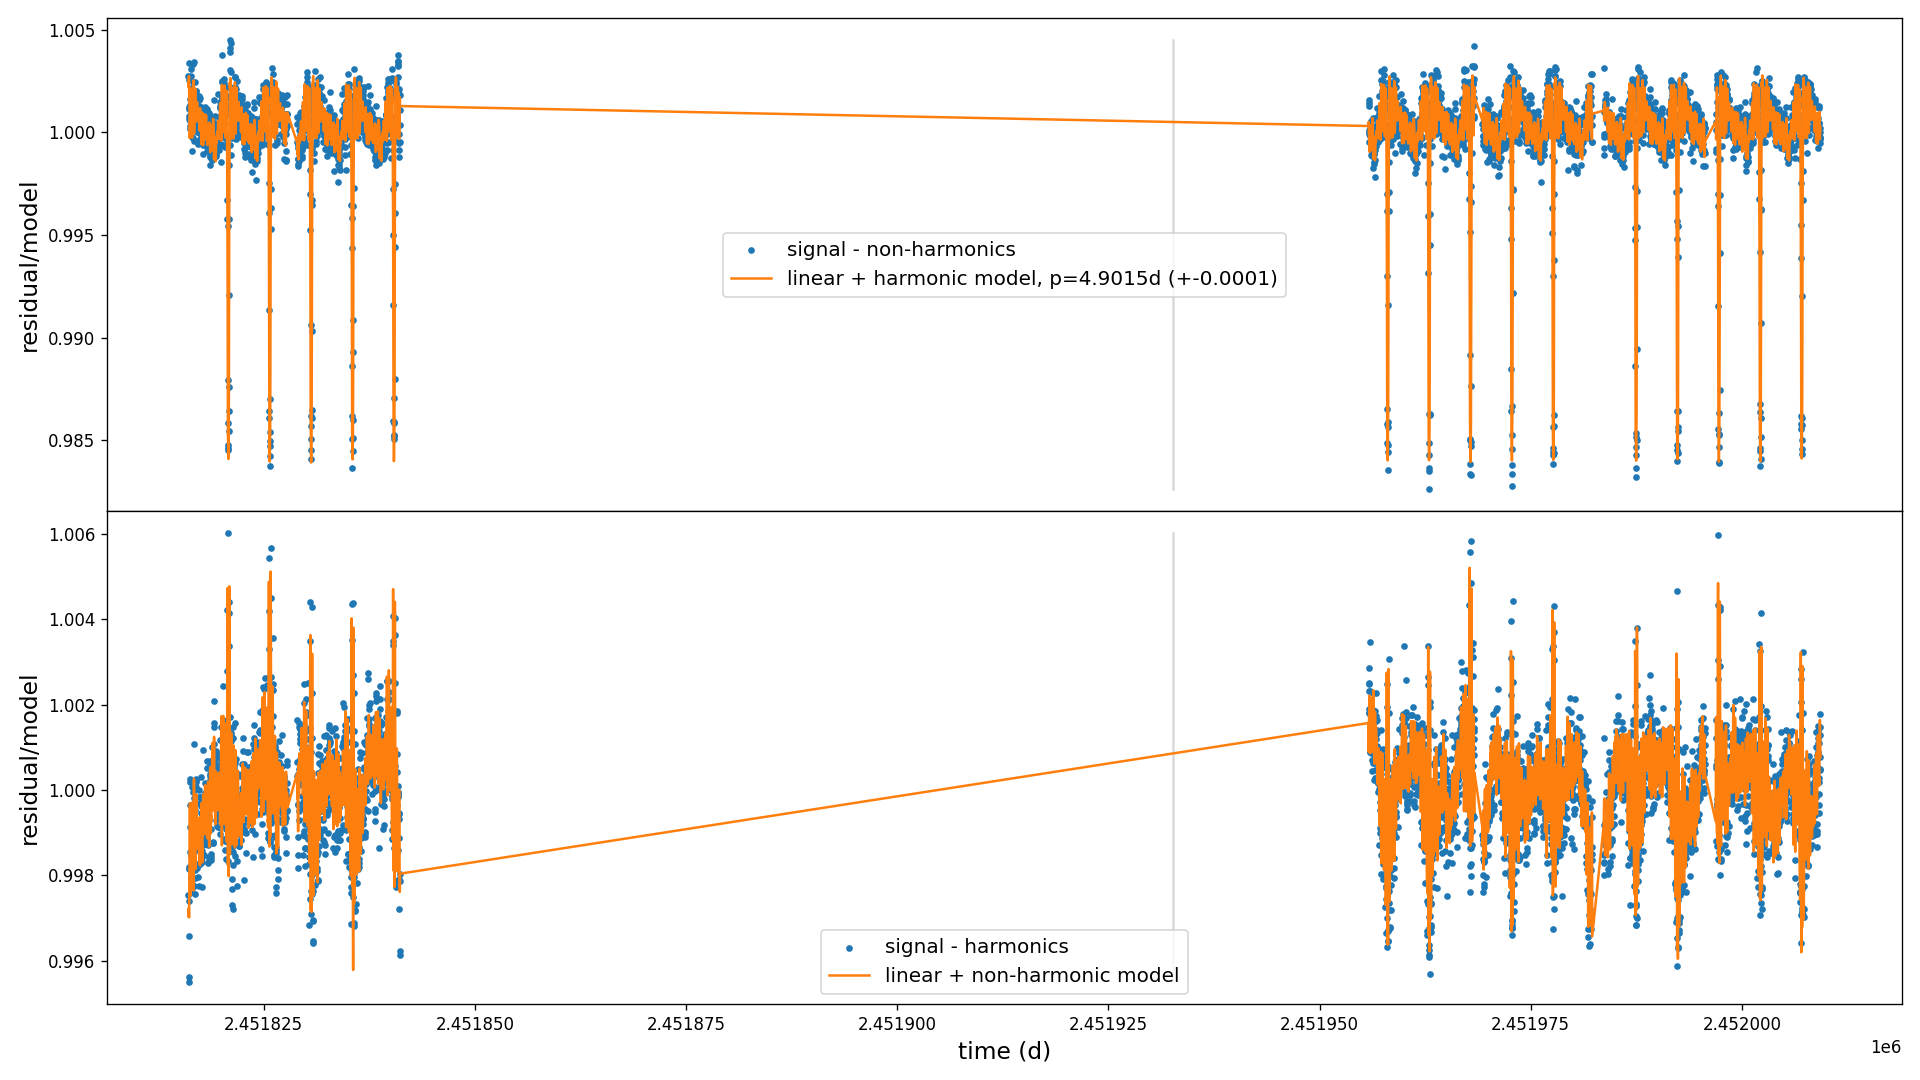 1.005
1.000
0.995
0.990
0.985
residual/model
signal - non-harmonics
linear + harmonic model, p=4.9015d (+-0.0001)
1.006
1.004
1.002
1.000
0.998
0.996
residual/model
signal - harmonics
linear + non-harmonic model
2.451825 2.451850 2.451875 2.451900 2.451925 2.451950 2.451975 2.452000
1e6
time (d)